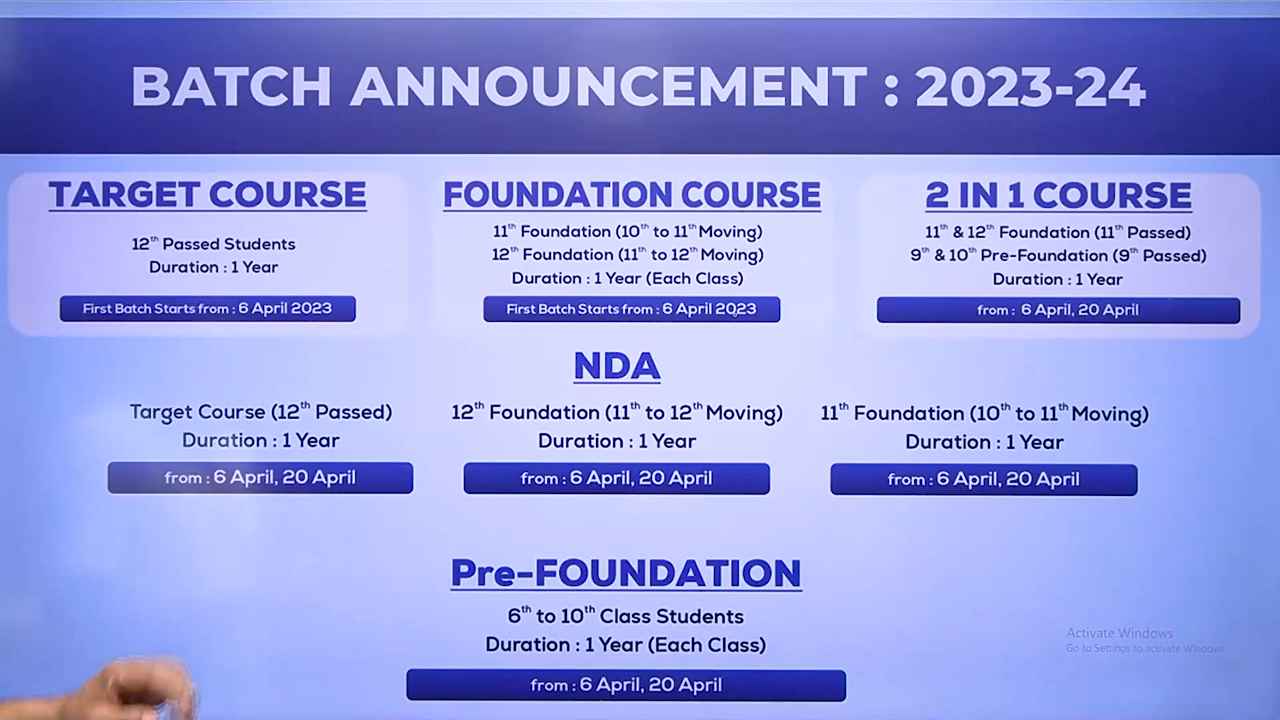 BATCH ANNOUNCEMENT : 2023-24
TARGET COURSE
12th Passed Students
Duration : 1 Year
First Batch Starts from : 6 April 2023
FOUNDATION COURSE
11th Foundation (10th to 11th Moving)
12th Foundation (11th to 12th Moving)
Duration : 1 Year (Each Class)
First Batch Starts from : 6 April 2023
2 IN 1 COURSE
11th & 12th Foundation (11th Passed)
9th & 10th Pre-Foundation (9th Passed)
Duration : 1 Year
from : 6 April, 20 April
NDA
Target Course (12th Passed)
Duration : 1 Year
from : 6 April, 20 April
12th Foundation (11th to 12th Moving)
Duration : 1 Year
from : 6 April, 20 April
11th Foundation (10th to 11th Moving)
Duration : 1 Year
from : 6 April, 20 April
Pre-FOUNDATION
6th to 10th Class Students
Duration : 1 Year (Each Class)
from : 6 April, 20 April
Activate Windows
Go to Settings to activate Windows.